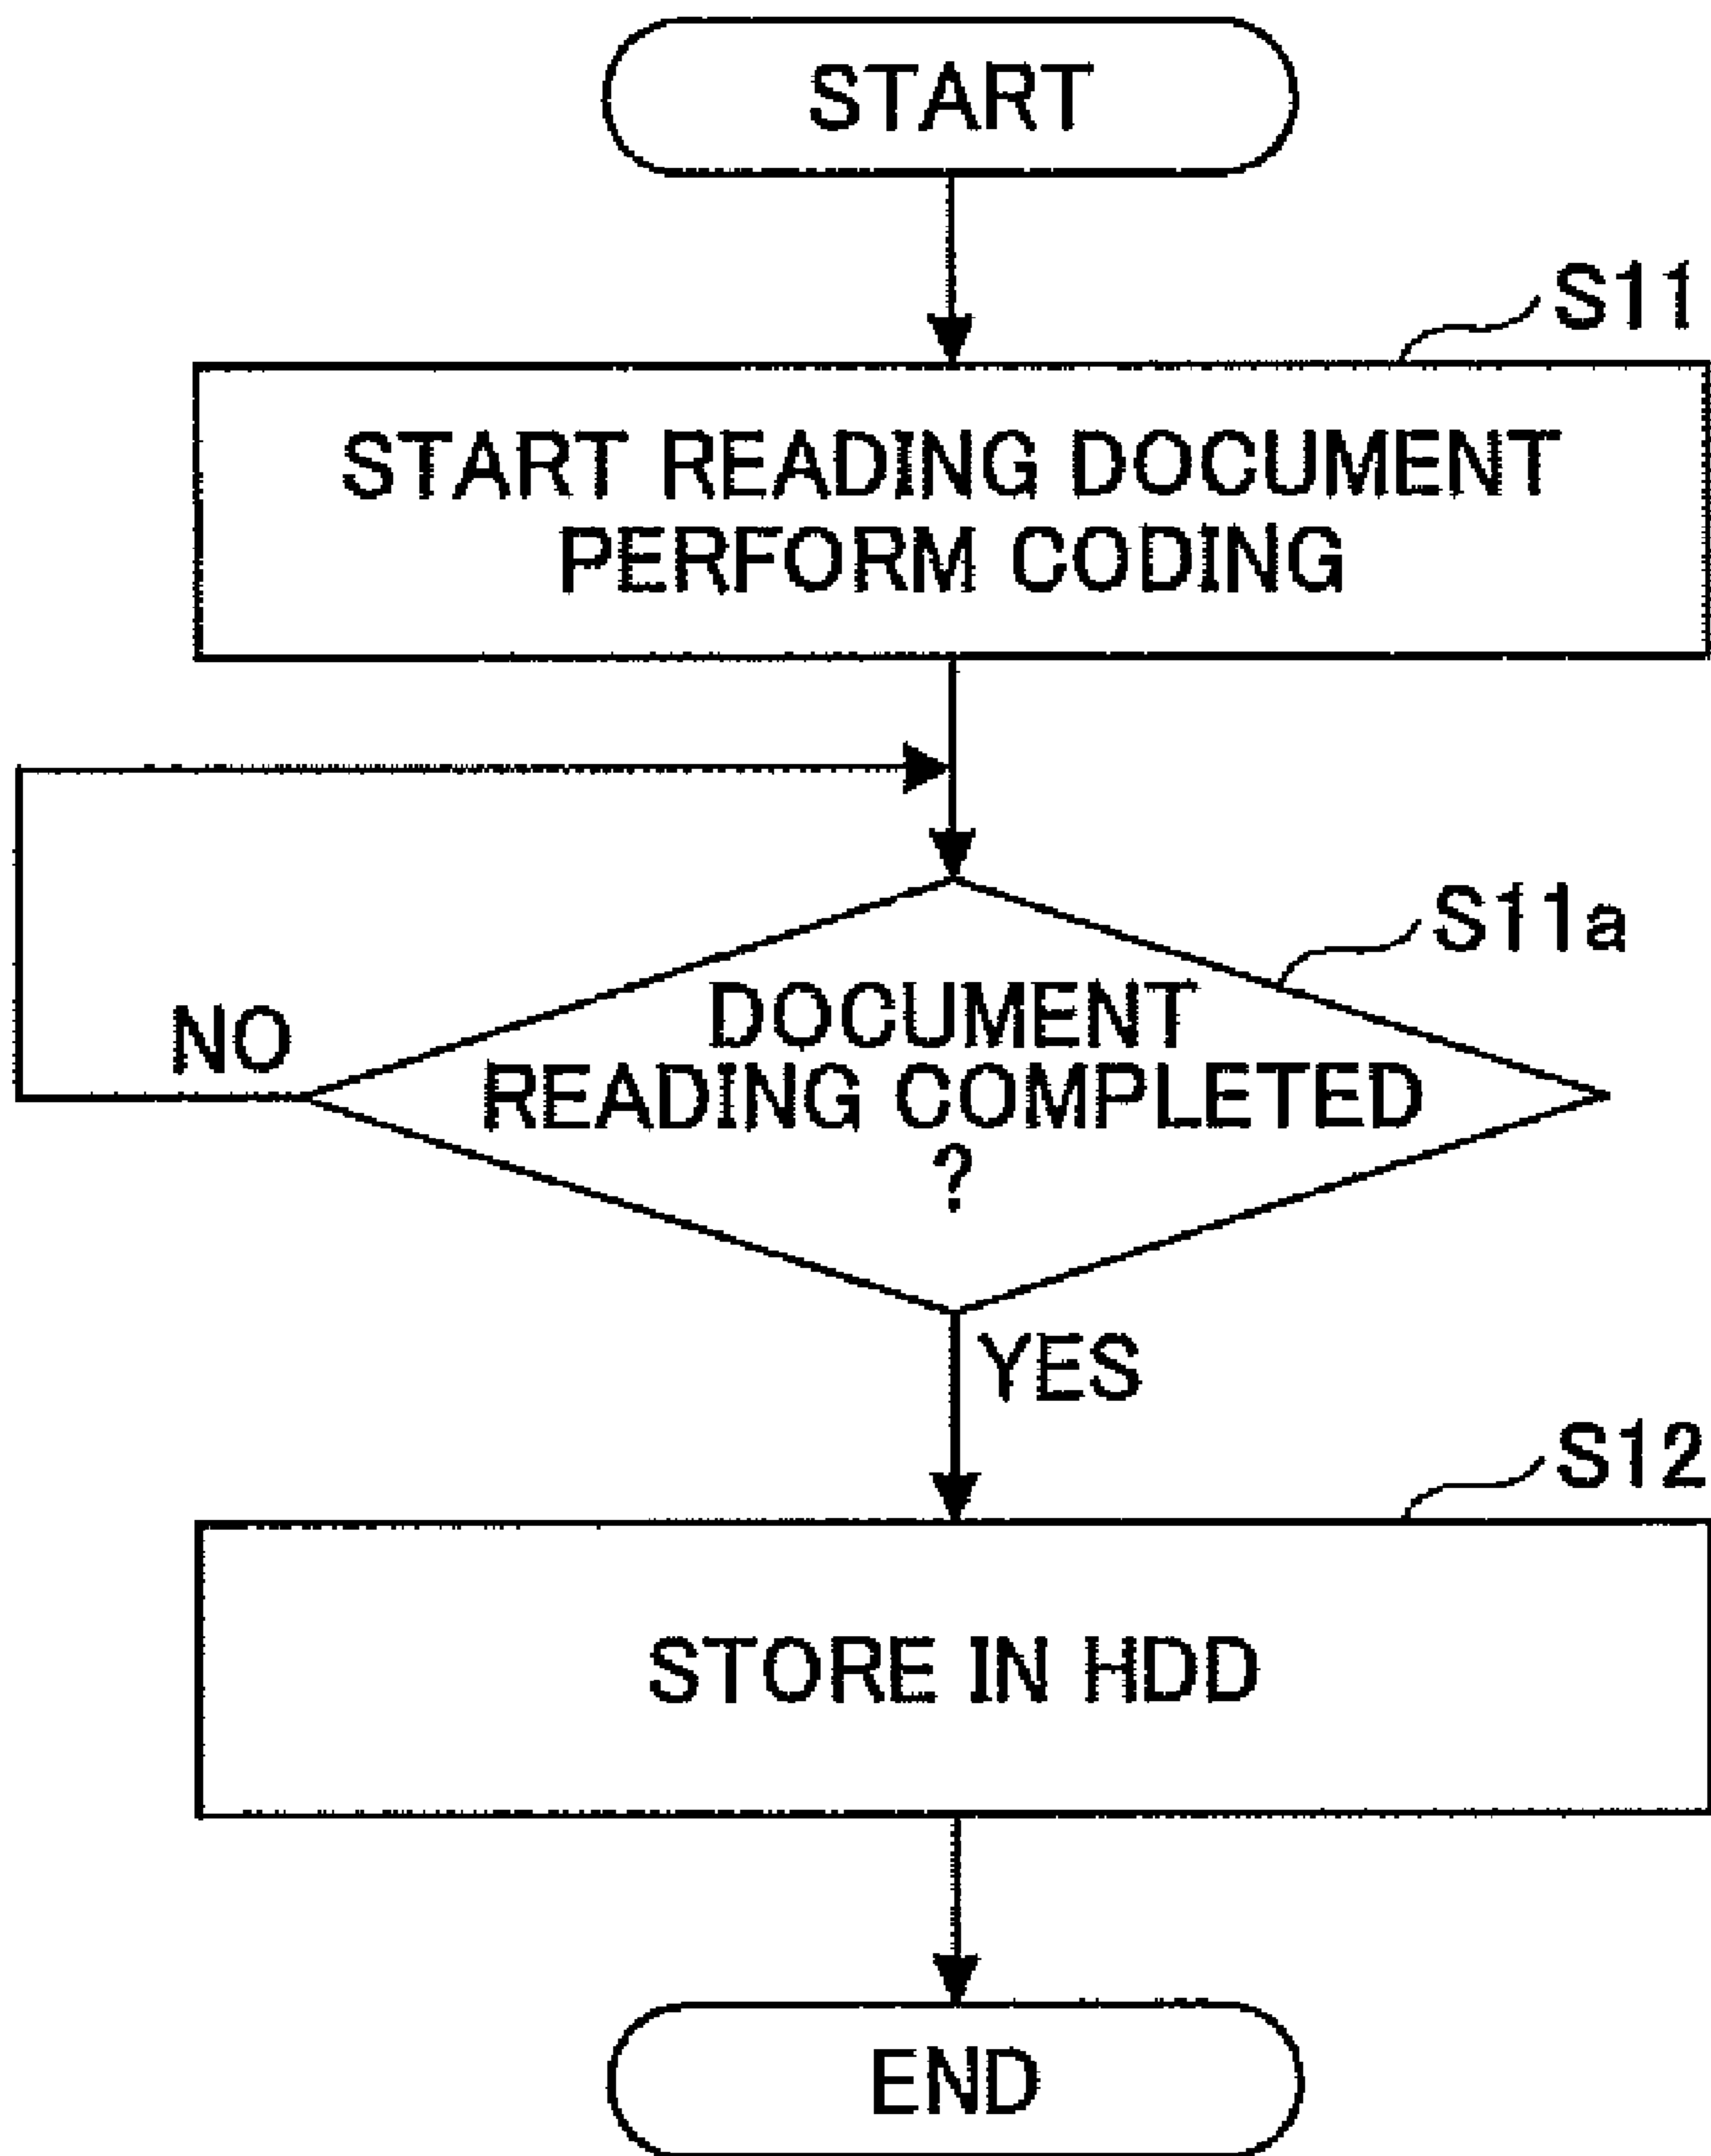 START
S11
START READING DOCUMENT
PERFORM CODING
S11a
DOCUMENT
READING COMPLETED
?
NO
YES
S12
STORE IN HDD
END